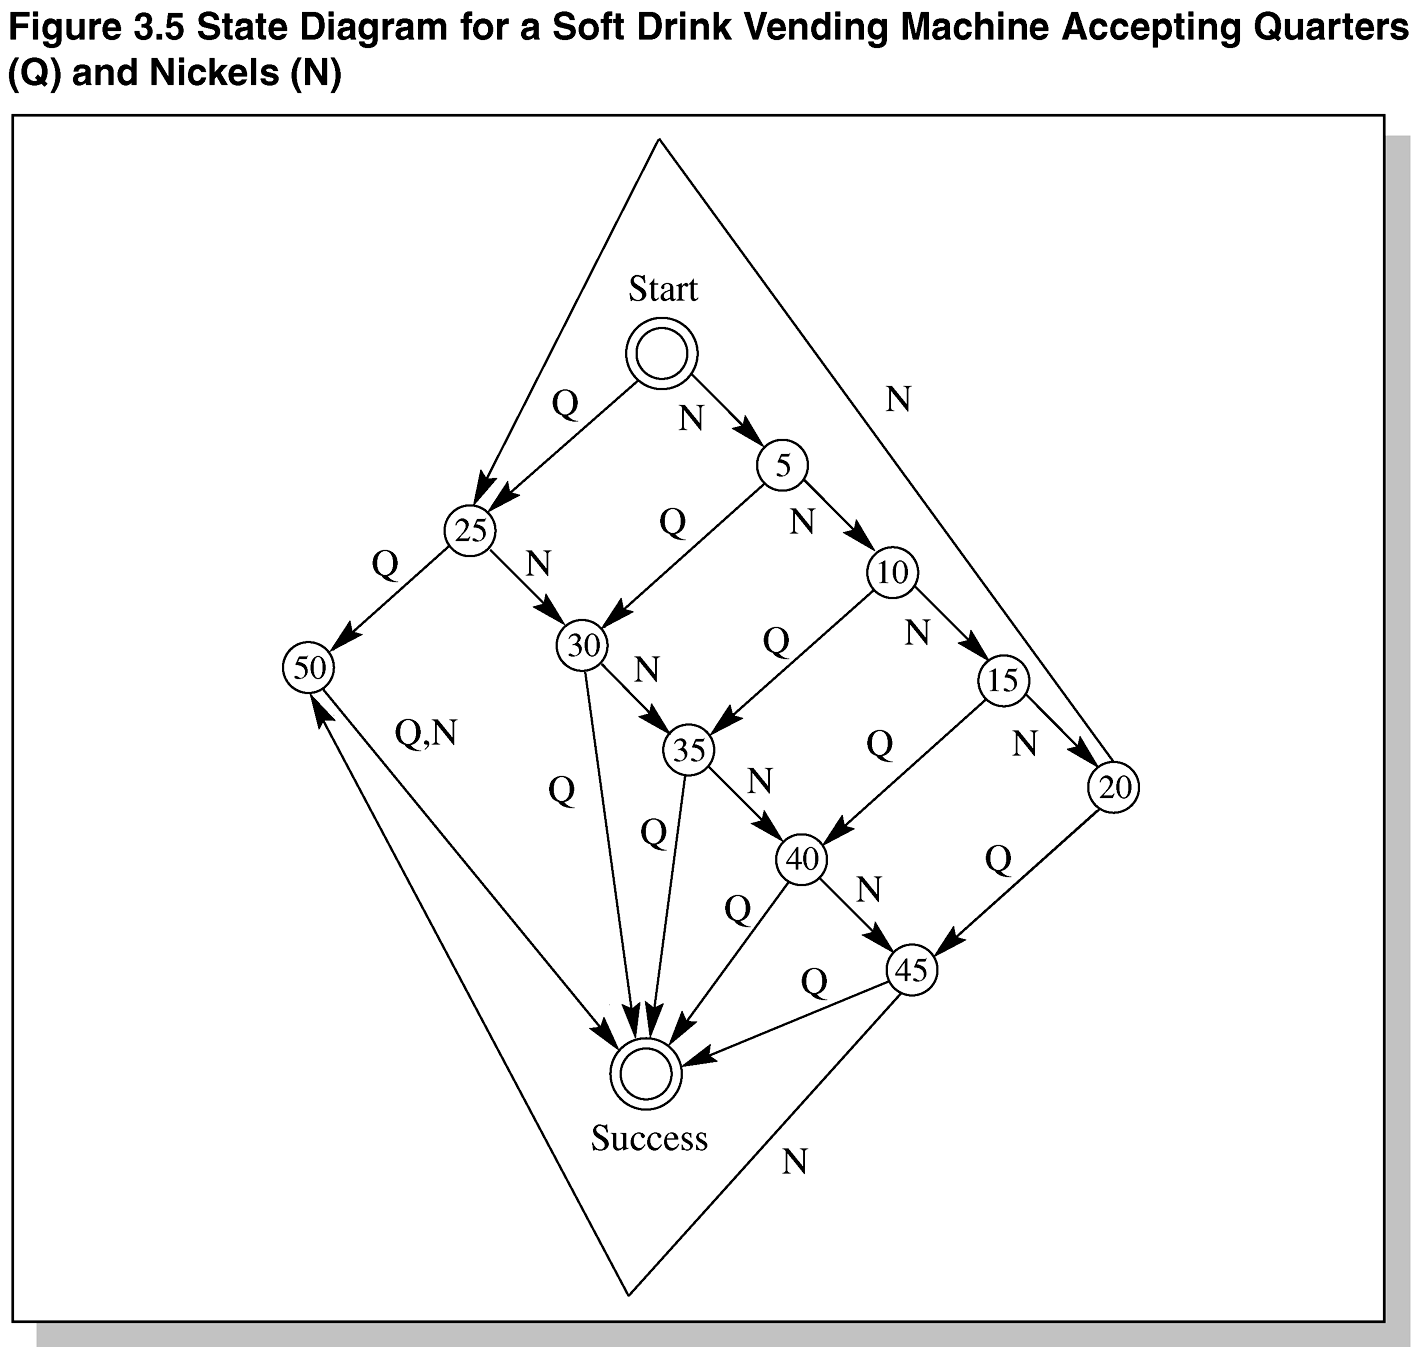 Figure 3.5 State Diagram for a Soft Drink Vending Machine Accepting Quarters
(Q) and Nickels (N)
Start
N
Q
N
5
Q
N
25
Q
N
10
Q
N
30
Q
N
50
N
15
Q,N
35
Q
N
N
20
Q
Q
40
Q
N
Q
45
Q
Success
N